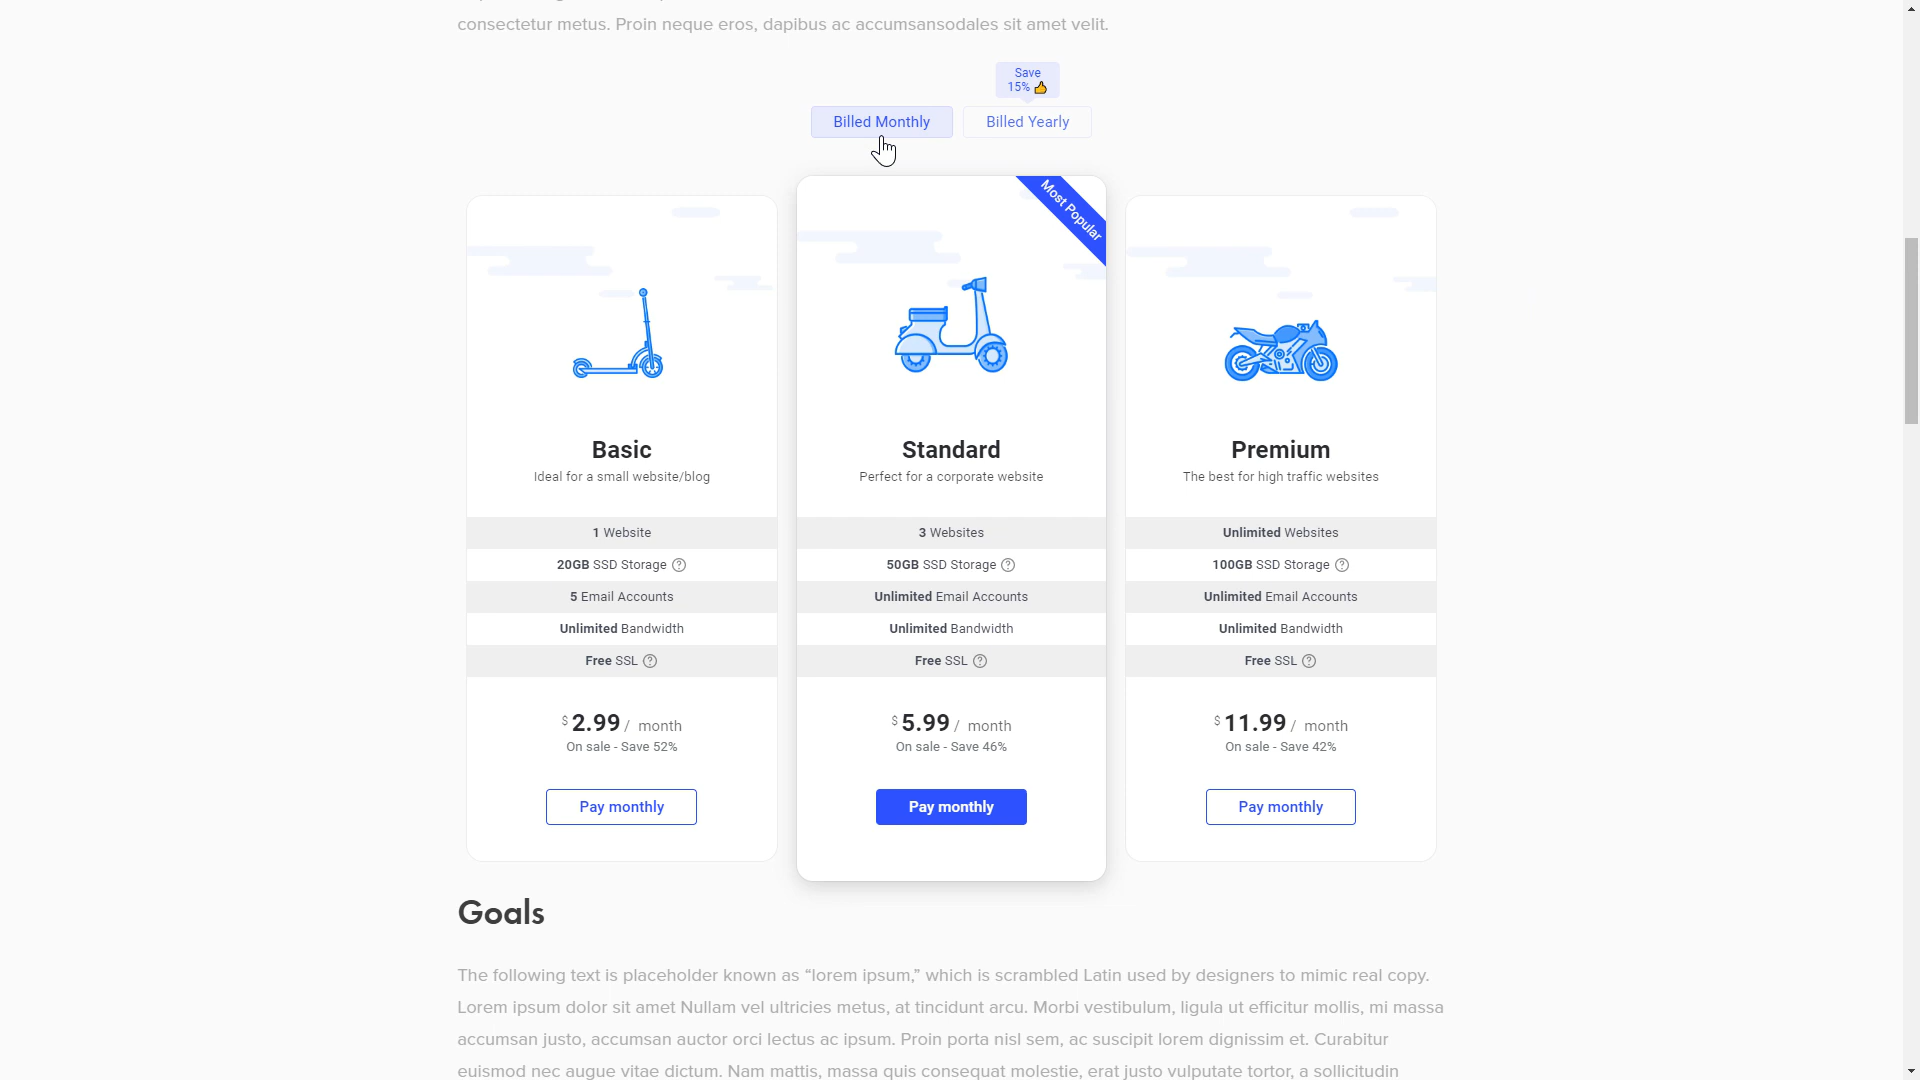 consectetur metus. Proin neque eros, dapibus ac accumsansodales sit amet velit.
Save
15%
Billed Monthly
Billed Yearly
Basic
Ideal for a small website/blog
1 Website
20GB SSD Storage
5 Email Accounts
Unlimited Bandwidth
Free SSL
$ 2.99 / month
On sale - Save 52%
Pay monthly
Most Popular
Standard
Perfect for a corporate website
3 Websites
50GB SSD Storage
Unlimited Email Accounts
Unlimited Bandwidth
Free SSL
$ 5.99 / month
On sale - Save 46%
Pay monthly
Premium
The best for high traffic websites
Unlimited Websites
100GB SSD Storage
Unlimited Email Accounts
Unlimited Bandwidth
Free SSL
$ 11.99 / month
On sale - Save 42%
Pay monthly
Goals
The following text is placeholder known as “lorem ipsum,” which is scrambled Latin used by designers to mimic real copy.
Lorem ipsum dolor sit amet Nullam vel ultricies metus, at tincidunt arcu. Morbi vestibulum, ligula ut efficitur mollis, mi massa
accumsan justo, accumsan auctor orci lectus ac ipsum. Proin porta nisl sem, ac suscipit lorem dignissim et. Curabitur
euismod nec augue vitae dictum. Nam mattis, massa quis consequat molestie, erat justo vulputate tortor, a sollicitudin